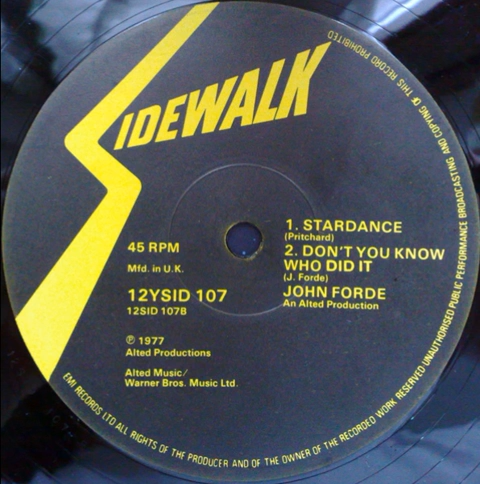 SIDEWALK
45 RPM
Mfd. in U.K.
12YSID 107
12SID 107B
℗ 1977
Alted Productions
Alted Music/
Warner Bros. Music Ltd.
1. STARDANCE
(Pritchard)
2. DON'T YOU KNOW
WHO DID IT
(J. Forde)
JOHN FORDE
An Alted Production
EMI RECORDS LTD ALL RIGHTS OF THE PRODUCER AND OF THE OWNER OF THE RECORDED WORK RESERVED UNAUTHORISED PUBLIC PERFORMANCE BROADCASTING AND COPYING OF THIS RECORD PROHIBITED